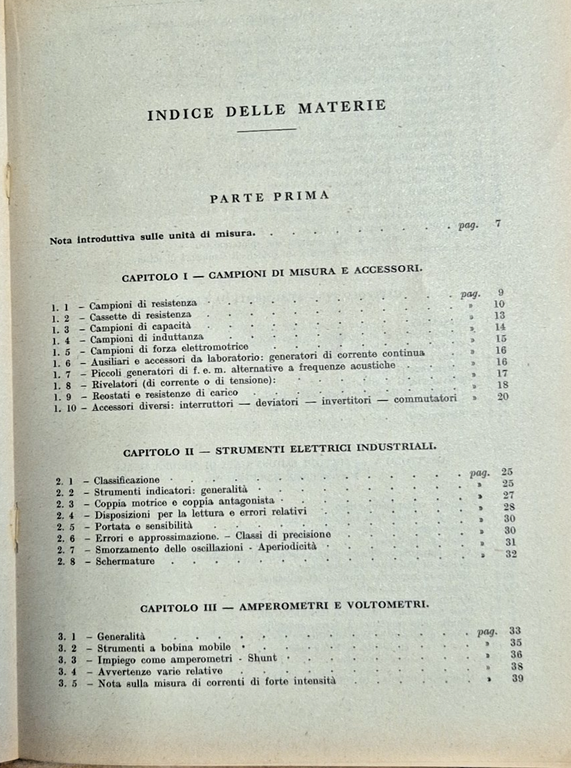 INDICE DELLE MATERIE
PARTE PRIMA
Nota introduttiva sulle unità di misura. . . . . . . . . pag. 7
CAPITOLO I — CAMPIONI DI MISURA E ACCESSORI.
1. 1 – Campioni di resistenza . . . . . . . . . pag. 9
1. 2 – Cassette di resistenza . . . . . . . . . » 10
1. 3 – Campioni di capacità . . . . . . . . . » 13
1. 4 – Campioni di induttanza . . . . . . . . . » 14
1. 5 – Campioni di forza elettromotrice . . . . . . . » 15
1. 6 – Ausiliari e accessori da laboratorio: generatori di corrente continua » 16
1. 7 – Piccoli generatori di f. e. m. alternative a frequenze acustiche . » 16
1. 8 – Rivelatori (di corrente o di tensione): . . . . . . » 17
1. 9 – Reostati e resistenze di carico . . . . . . . » 18
1. 10 – Accessori diversi: interruttori — deviatori — invertitori — commutatori » 20
CAPITOLO II — STRUMENTI ELETTRICI INDUSTRIALI.
2. 1 – Classificazione . . . . . . . . . . pag. 25
2. 2 – Strumenti indicatori: generalità . . . . . . . » 25
2. 3 – Coppia motrice e coppia antagonista . . . . . . » 27
2. 4 – Disposizioni per la lettura e errori relativi . . . . . » 28
2. 5 – Portata e sensibilità . . . . . . . . . » 30
2. 6 – Errori e approssimazione. – Classi di precisione . . . . » 30
2. 7 – Smorzamento delle oscillazioni - Aperiodicità . . . . . » 31
2. 8 – Schermature . . . . . . . . . . » 32
CAPITOLO III — AMPEROMETRI E VOLTOMETRI.
3. 1 – Generalità . . . . . . . . . . pag. 33
3. 2 – Strumenti a bobina mobile . . . . . . . . » 35
3. 3 – Impiego come amperometri - Shunt . . . . . . » 36
3. 4 – Avvertenze varie relative . . . . . . . . » 38
3. 5 – Nota sulla misura di correnti di forte intensità . . . . » 39